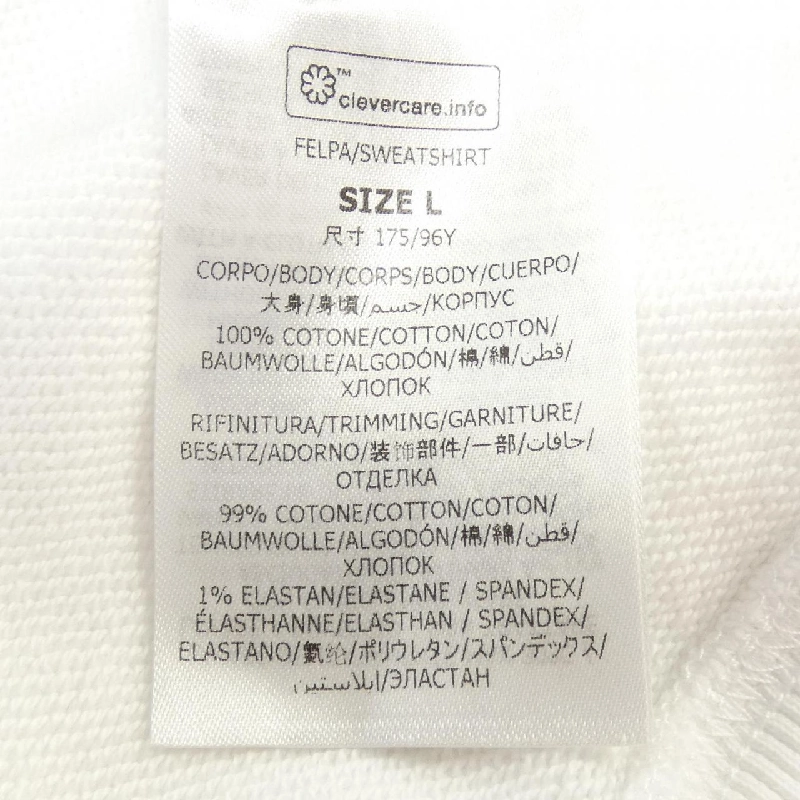 ™ clevercare.info
FELPA/SWEATSHIRT
SIZE L
尺寸 175/96Y
CORPO/BODY/CORPS/BODY/CUERPO/
大身/身頃/جسم/КОРПУС
100% COTONE/COTTON/COTON/
BAUMWOLLE/ALGODÓN/棉/綿/قطن/
ХЛОПОК
RIFINITURA/TRIMMING/GARNITURE/
BESATZ/ADORNO/装饰部件/一部/حافات/
ОТДЕЛКА
99% COTONE/COTTON/COTON/
BAUMWOLLE/ALGODÓN/棉/綿/قطن/
ХЛОПОК
1% ELASTAN/ELASTANE / SPANDEX/
ÉLASTHANNE/ELASTHAN / SPANDEX/
ELASTANO/氨纶/ポリウレタン/スパンデックス/
ايلاستين/ЭЛАСТАН